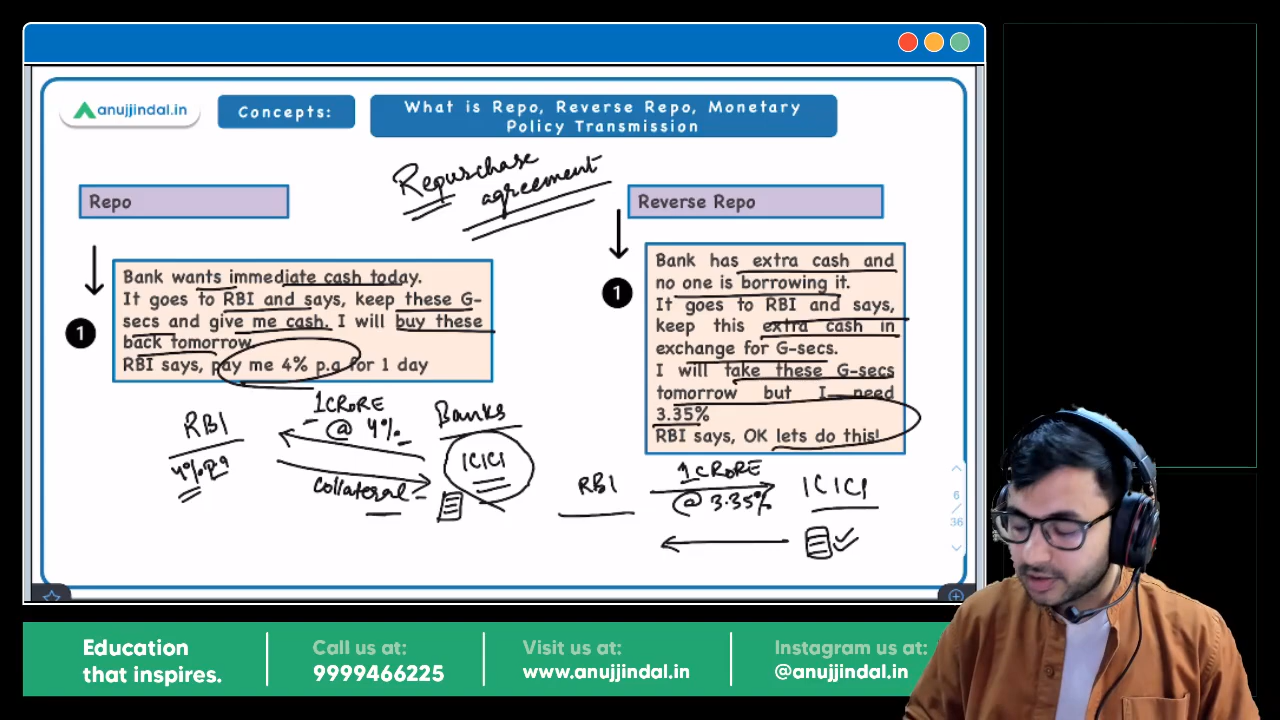 anujjindal.in
Concepts:
What is Repo, Reverse Repo, Monetary
Policy Transmission
Repurchase
agreement
Repo
Bank wants immediate cash today.
It goes to RBI and says, keep these G-
secs and give me cash. I will buy these
back tomorrow.
RBI says, pay me 4% p.a for 1 day
1
RBI
4% p.a
1 CRORE
@ 4%
collateral
Banks
ICICI
Reverse Repo
Bank has extra cash and
no one is borrowing it.
It goes to RBI and says,
keep this extra cash in
exchange for G-secs.
I will take these G-secs
tomorrow but I need
3.35%
RBI says, OK lets do this!
1
RBI
1 CRORE
@ 3.35%
ICICI
6
/
36
Education
that inspires.
Call us at:
9999466225
Visit us at:
www.anujjindal.in
Instagram us at:
@anujjindal.in